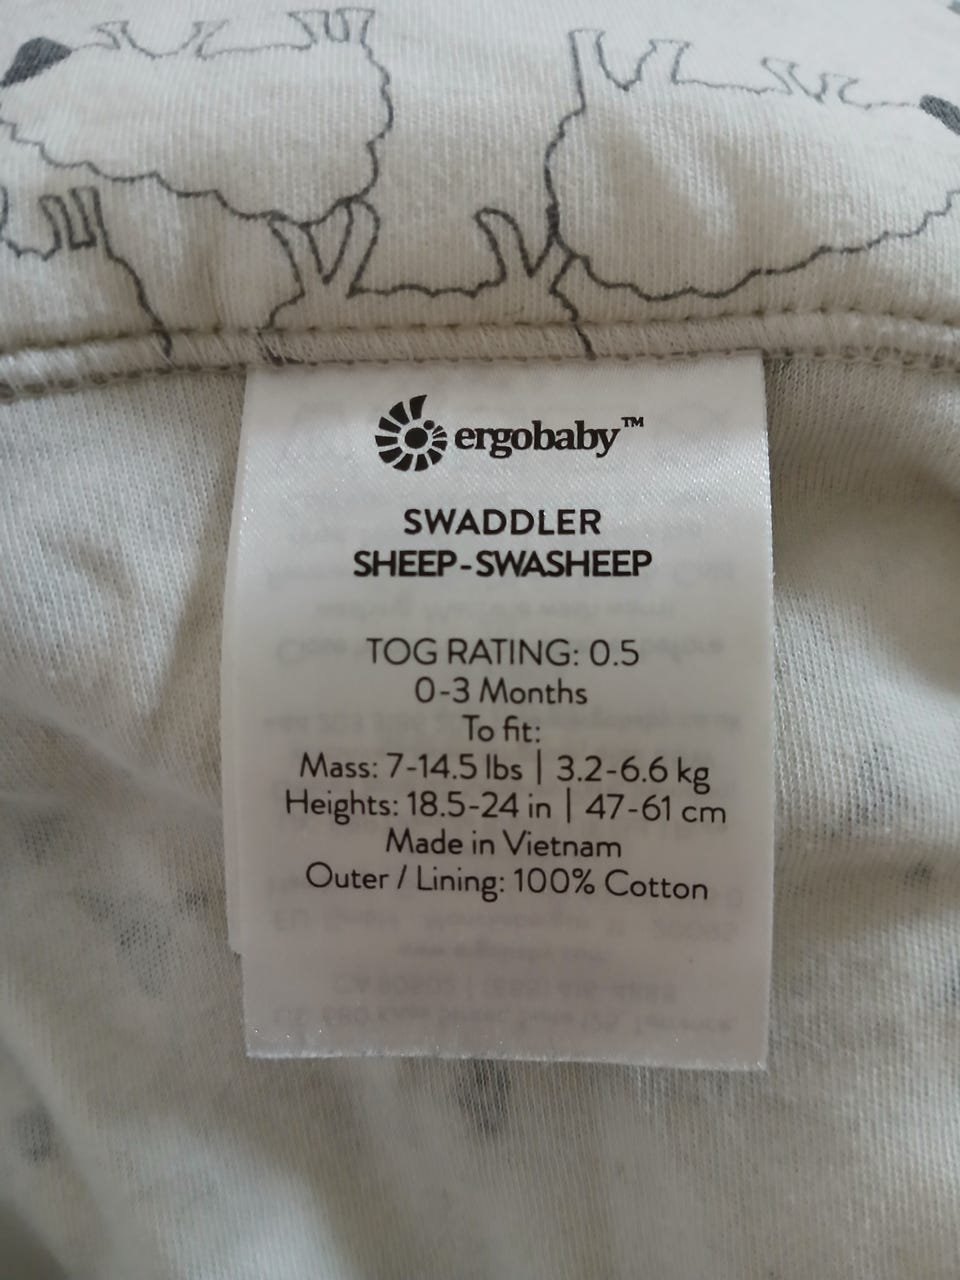 ergobaby™
SWADDLER
SHEEP-SWASHEEP
TOG RATING: 0.5
0-3 Months
To fit:
Mass: 7-14.5 lbs | 3.2-6.6 kg
Heights: 18.5-24 in | 47-61 cm
Made in Vietnam
Outer / Lining: 100% Cotton